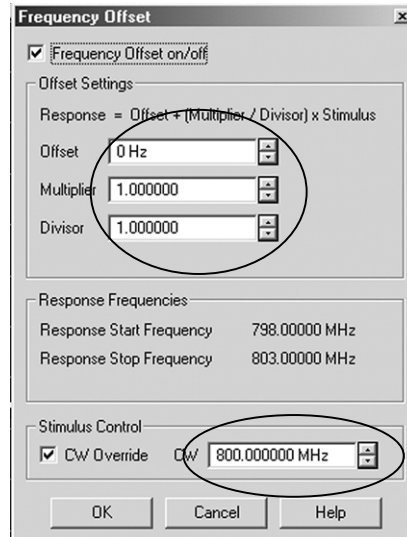 Frequency Offset
Frequency Offset on/off
Offset Settings
Response = Offset + (Multiplier / Divisor) x Stimulus
Offset 0 Hz
Multiplier 1.000000
Divisor 1.000000
Response Frequencies
Response Start Frequency 798.00000 MHz
Response Stop Frequency 803.00000 MHz
Stimulus Control
CW Override CW 800.000000 MHz
OK Cancel Help